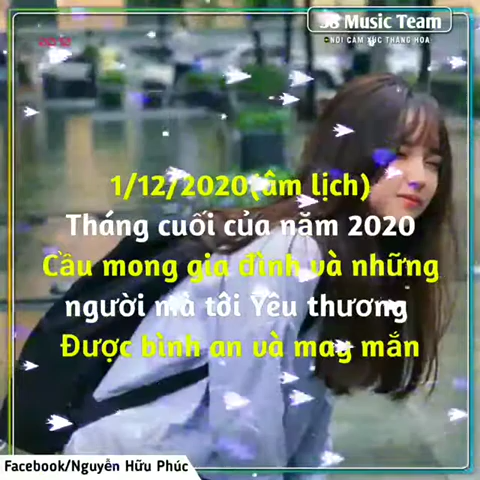 38 Music Team
NƠI CẢM XÚC THĂNG HOA
1/12/2020(âm lịch)
Tháng cuối của năm 2020
Cầu mong gia đình và những
người mà tôi Yêu thương
Được bình an và may mắn
Facebook/Nguyễn Hữu Phúc